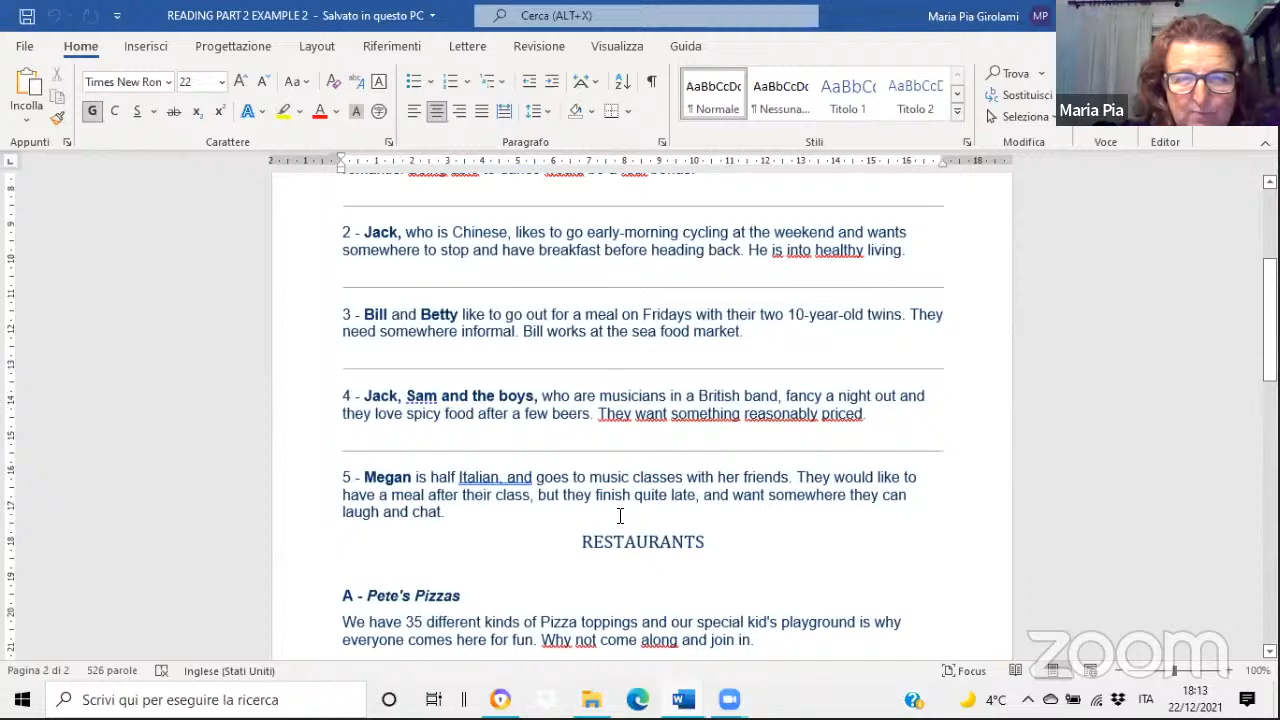 READING PART 2 EXAMPLE 2 - Salvato in questo PC
Cerca (ALT+X)
Maria Pia Girolami
MP
File
Home
Inserisci
Progettazione
Layout
Riferimenti
Lettere
Revisione
Visualizza
Guida
Incolla
Times New Ron
22
AaBbCcDc
¶ Normale
AaBbCcDc
¶ Nessuna...
AaBbCc
Titolo 1
AaBbCcD
Titolo 2
Trova
Sostituisci
Seleziona
Maria Pia
Appunti
Carattere
Paragrafo
Stili
Modifica
Voce
Editor
2 - Jack, who is Chinese, likes to go early-morning cycling at the weekend and wants
somewhere to stop and have breakfast before heading back. He is into healthy living.
3 - Bill and Betty like to go out for a meal on Fridays with their two 10-year-old twins. They
need somewhere informal. Bill works at the sea food market.
4 - Jack, Sam and the boys, who are musicians in a British band, fancy a night out and
they love spicy food after a few beers. They want something reasonably priced.
5 - Megan is half Italian, and goes to music classes with her friends. They would like to
have a meal after their class, but they finish quite late, and want somewhere they can
laugh and chat.
RESTAURANTS
A - Pete's Pizzas
We have 35 different kinds of Pizza toppings and our special kid's playground is why
everyone comes here for fun. Why not come along and join in.
zoom
Pagina 2 di 2
526 parole
Inglese (Stati Uniti)
Focus
100%
Scrivi qui per eseguire la ricerca
4°C
ITA
18:13
22/12/2021